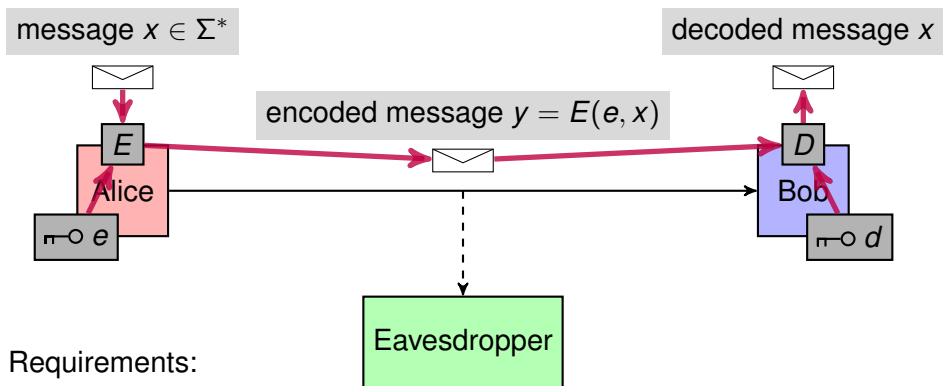 message x ∈ Σ*
decoded message x
encoded message y = E(e, x)
E
D
Alice
Bob
e
d
Eavesdropper
Requirements: